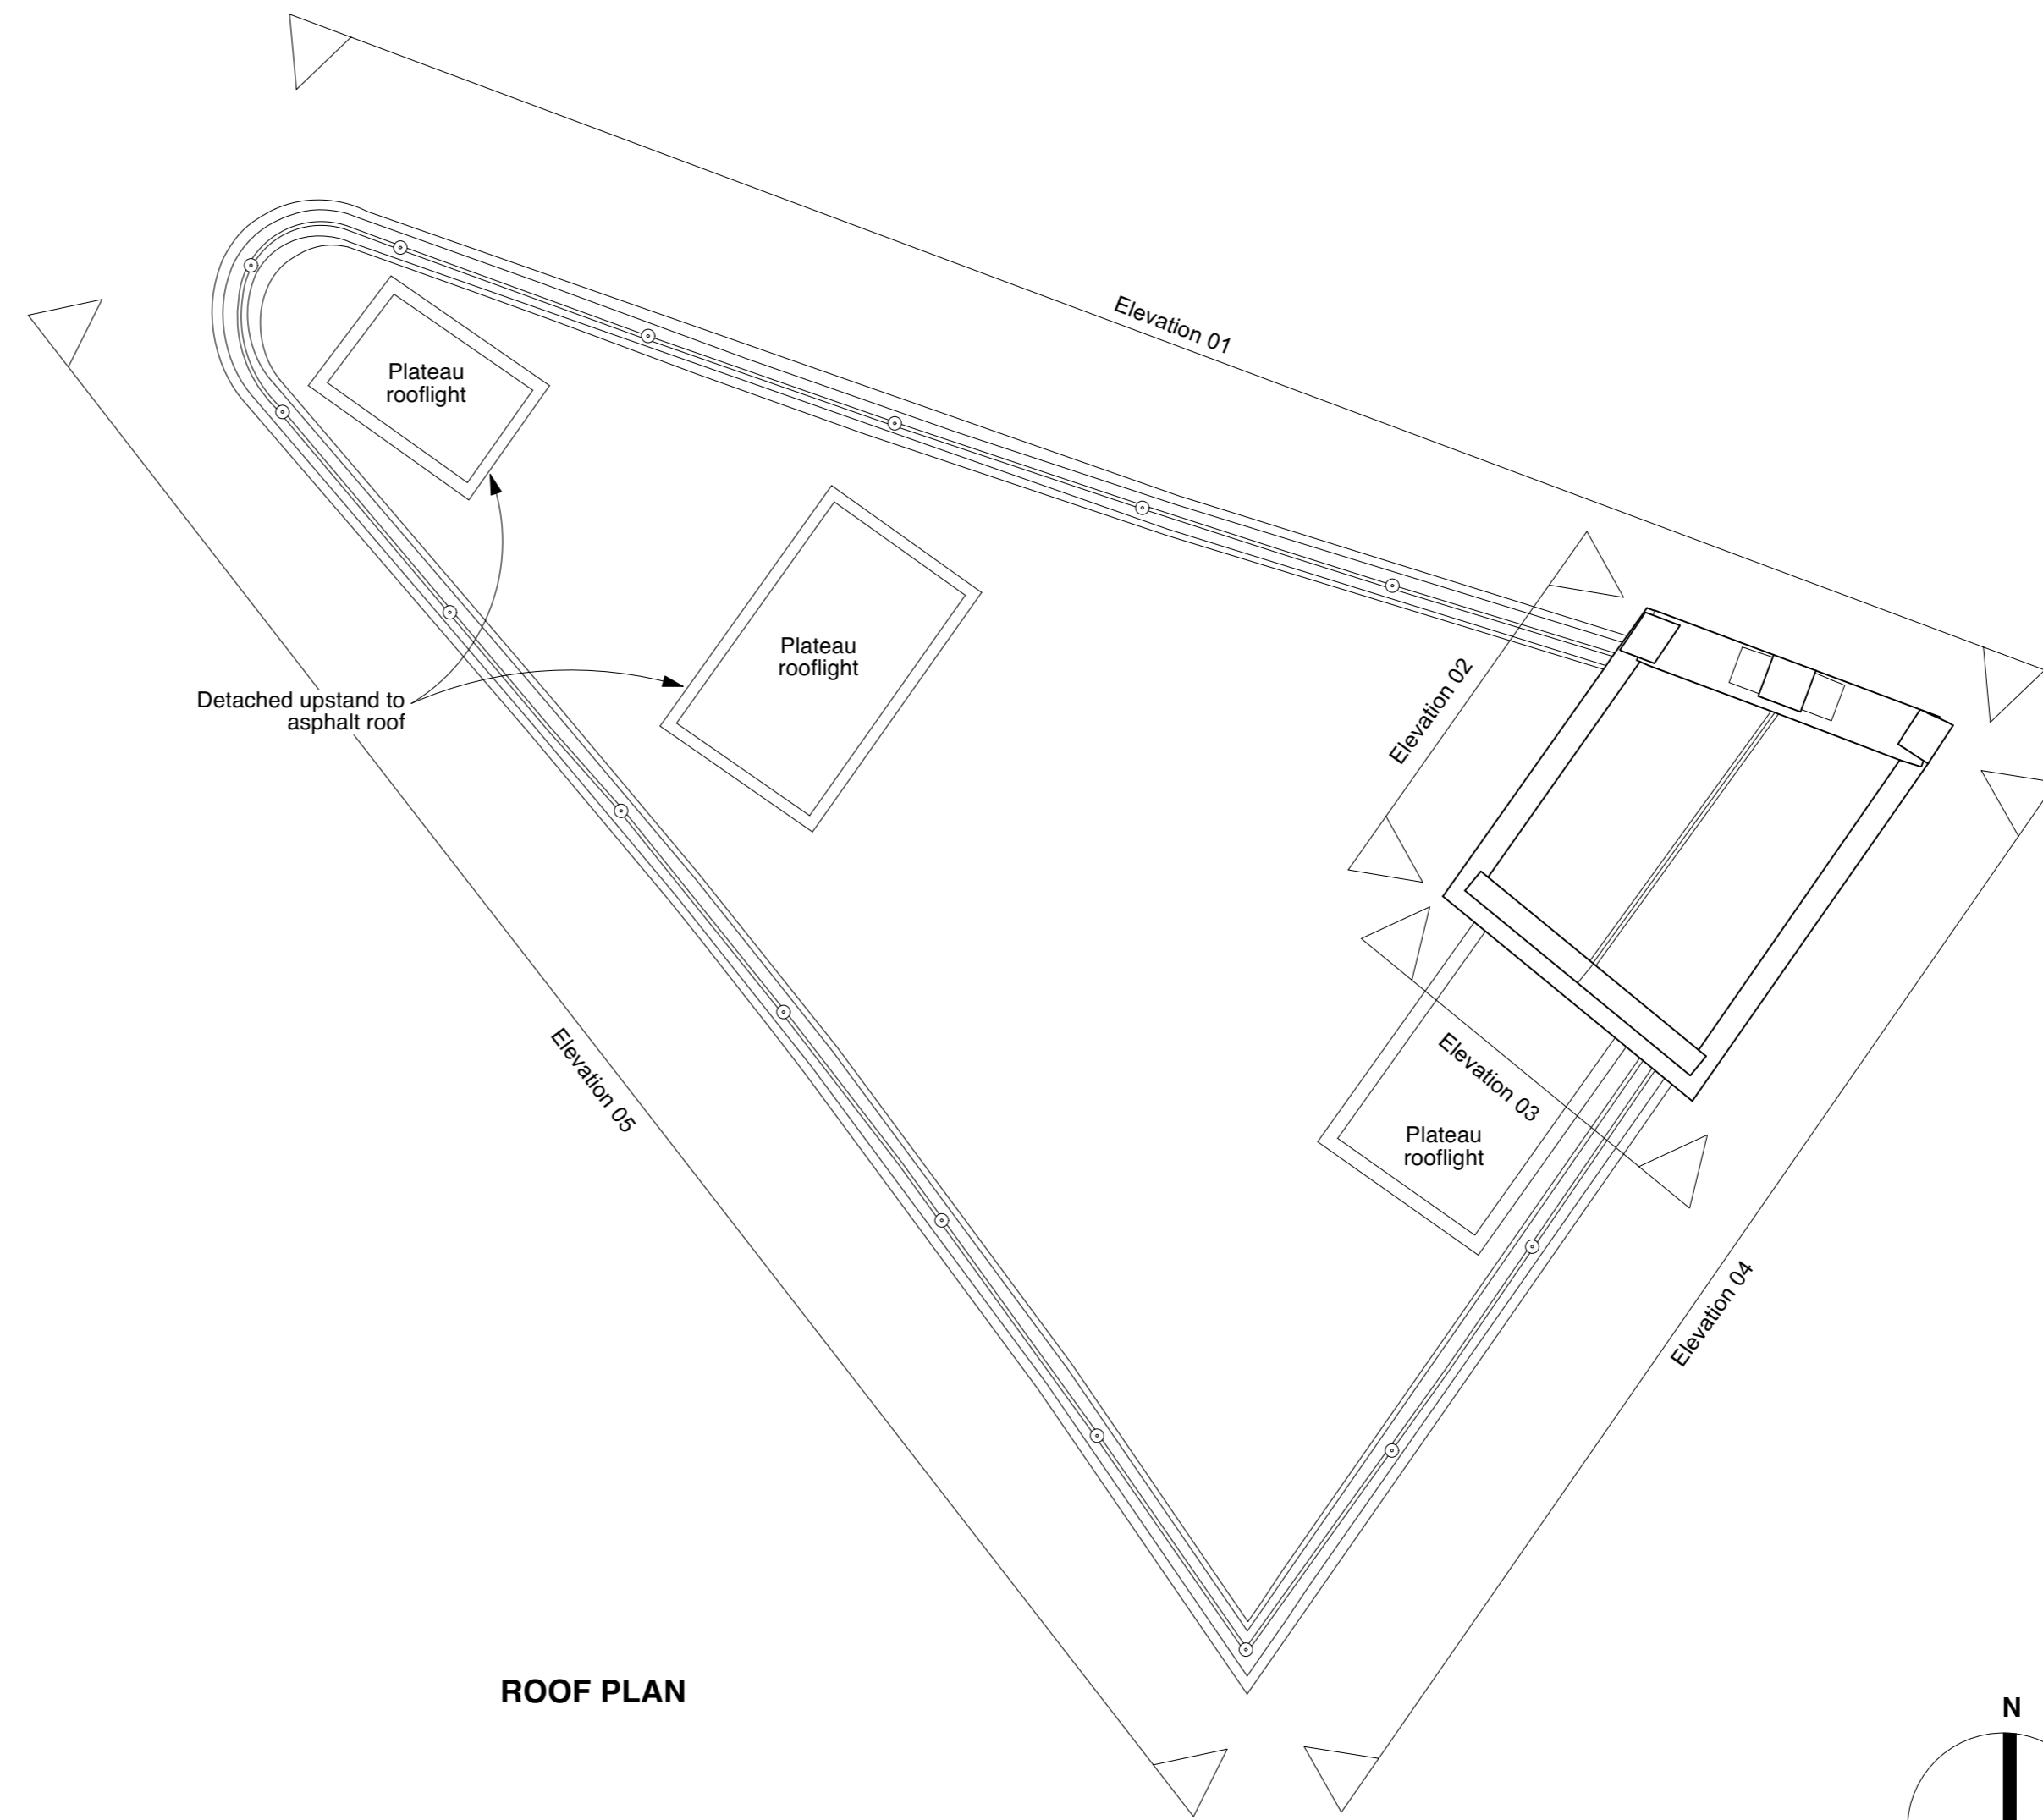 Elevation 01
Plateau
rooflight
Plateau
rooflight
Elevation 02
Detached upstand to
asphalt roof
Elevation 03
Elevation 05
Plateau
rooflight
Elevation 04
ROOF PLAN
N